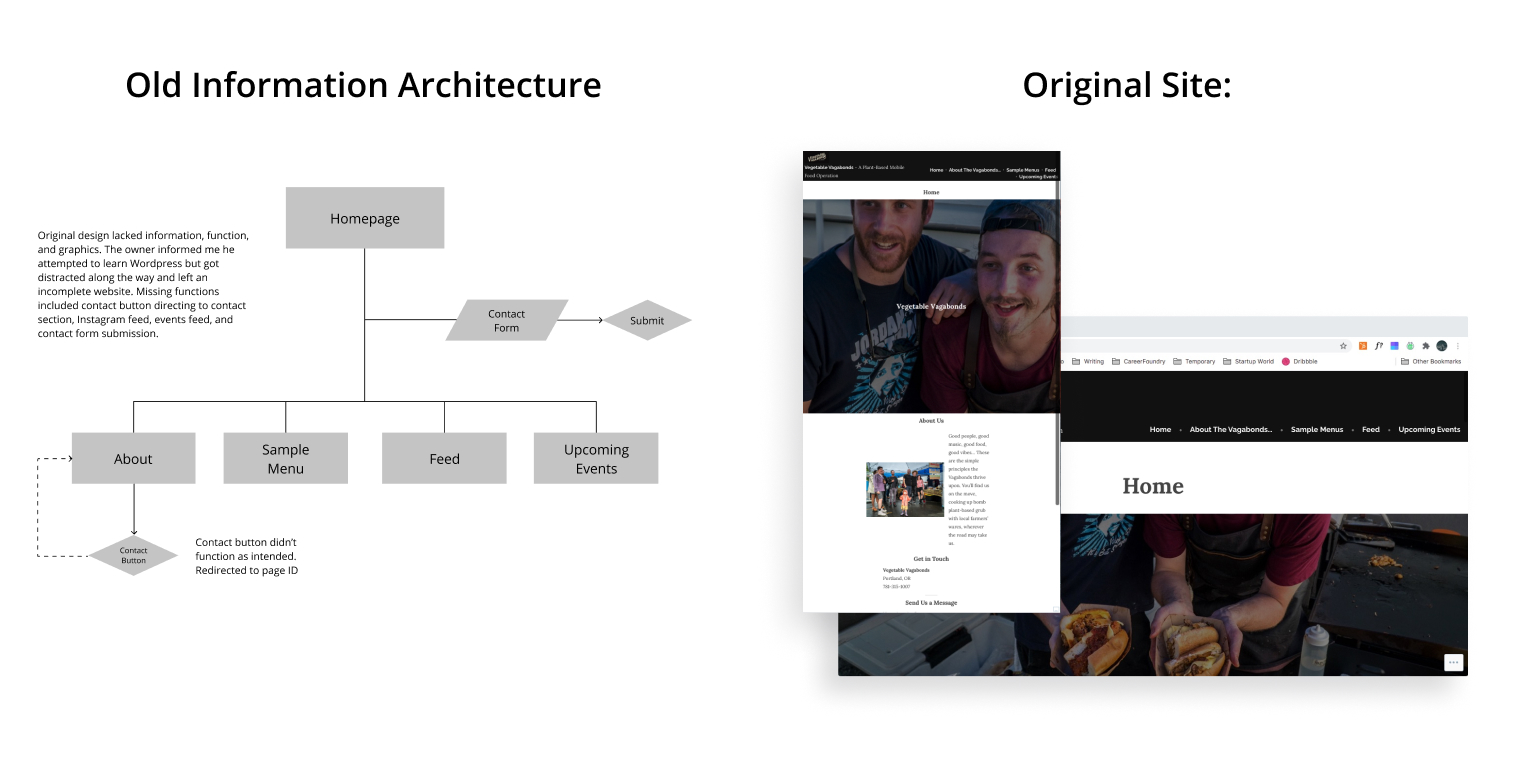 Old Information Architecture
Original design lacked information, function,
and graphics. The owner informed me he
attempted to learn Wordpress but got
distracted along the way and left an
incomplete website. Missing functions
included contact button directing to contact
section, Instagram feed, events feed, and
contact form submission.
Homepage
Contact
Form
Submit
About
Sample
Menu
Feed
Upcoming
Events
Contact
Button
Contact button didn't
function as intended.
Redirected to page ID
Original Site:
Vegetable Vagabonds - A Plant-Based Mobile
Food Operation
Home • About The Vagabonds... • Sample Menus • Feed
• Upcoming Events
Home
Vegetable Vagabonds
JORDAN
About Us
Good people, good
music, good food,
good vibes... These
are the simple
principles the
Vagabonds thrive
upon. You'll find us
on the move,
cooking up bomb
plant-based grub
with local farmers'
wares, wherever
the road may take
us.
Get in Touch
Vegetable Vagabonds
Portland, OR
Send Us a Message
Writing
CareerFoundry
Temporary
Startup World
Dribbble
Other Bookmarks
f?
Home • About The Vagabonds... • Sample Menus • Feed • Upcoming Events
Home